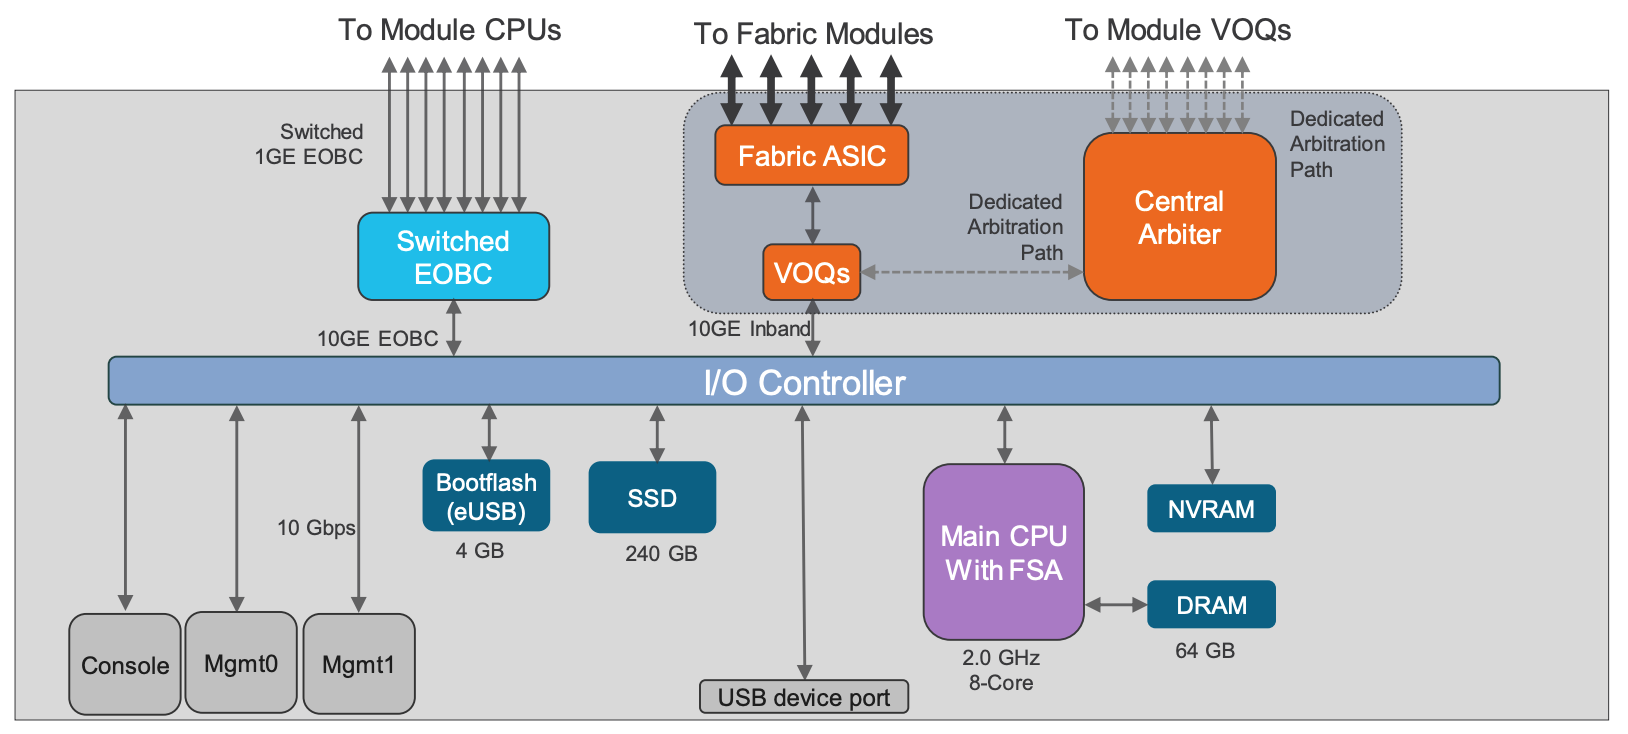 To Module CPUs
To Fabric Modules
To Module VOQs
Switched
1GE EOBC
Fabric ASIC
Dedicated
Arbitration
Path
Dedicated
Arbitration
Path
Central
Arbiter
Switched
EOBC
VOQs
10GE EOBC
10GE Inband
I/O Controller
Bootflash
(eUSB)
4 GB
SSD
240 GB
10 Gbps
Main CPU
With FSA
2.0 GHz
8-Core
NVRAM
DRAM
64 GB
Console
Mgmt0
Mgmt1
USB device port